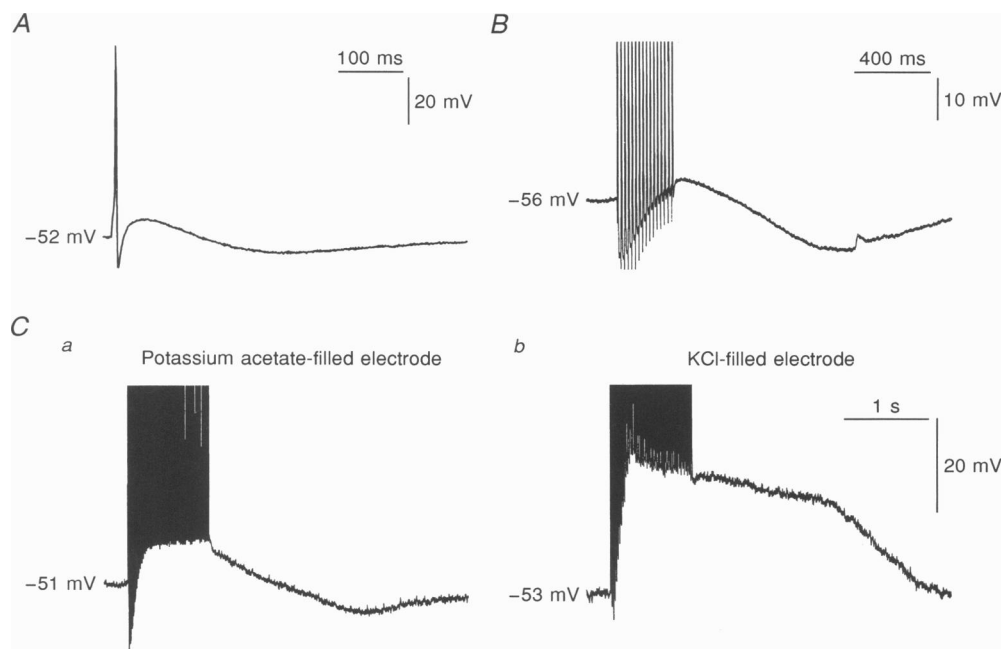 A
100 ms
20 mV
−52 mV
B
400 ms
10 mV
−56 mV
C
a
Potassium acetate-filled electrode
−51 mV
b
KCl-filled electrode
1 s
20 mV
−53 mV